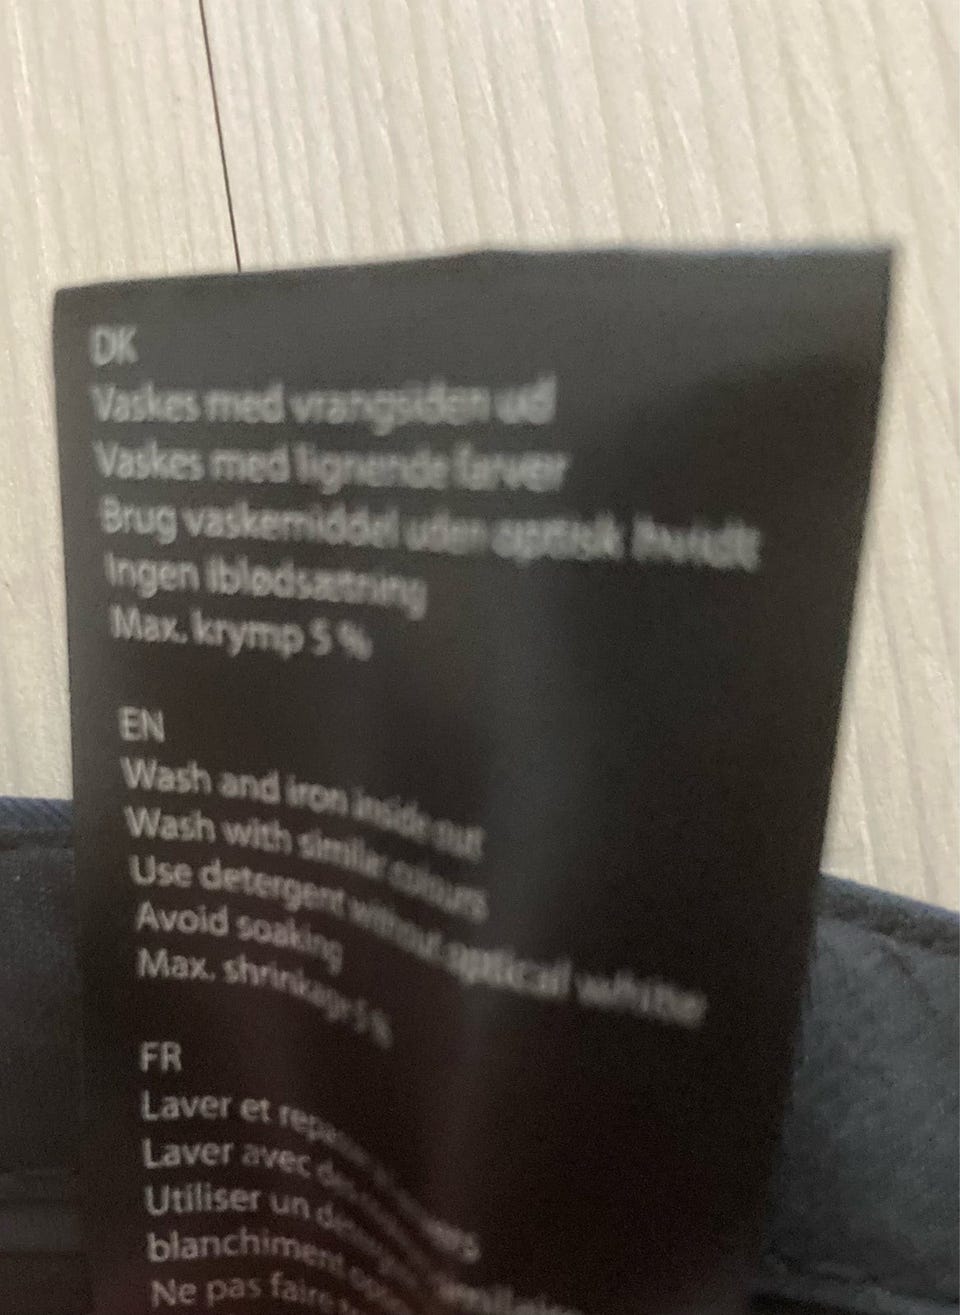 DK
Vaskes med vrangsiden ud
Vaskes med lignende farver
Brug vaskemiddel uden optisk hvidt
Ingen iblødsætning
Max. krymp 5 %
EN
Wash and iron inside out
Wash with similar colours
Use detergent without optical white
Avoid soaking
Max. shrinkage 5 %
FR
Laver et
Laver avec des
Utiliser un
blanchiment
Ne pas faire